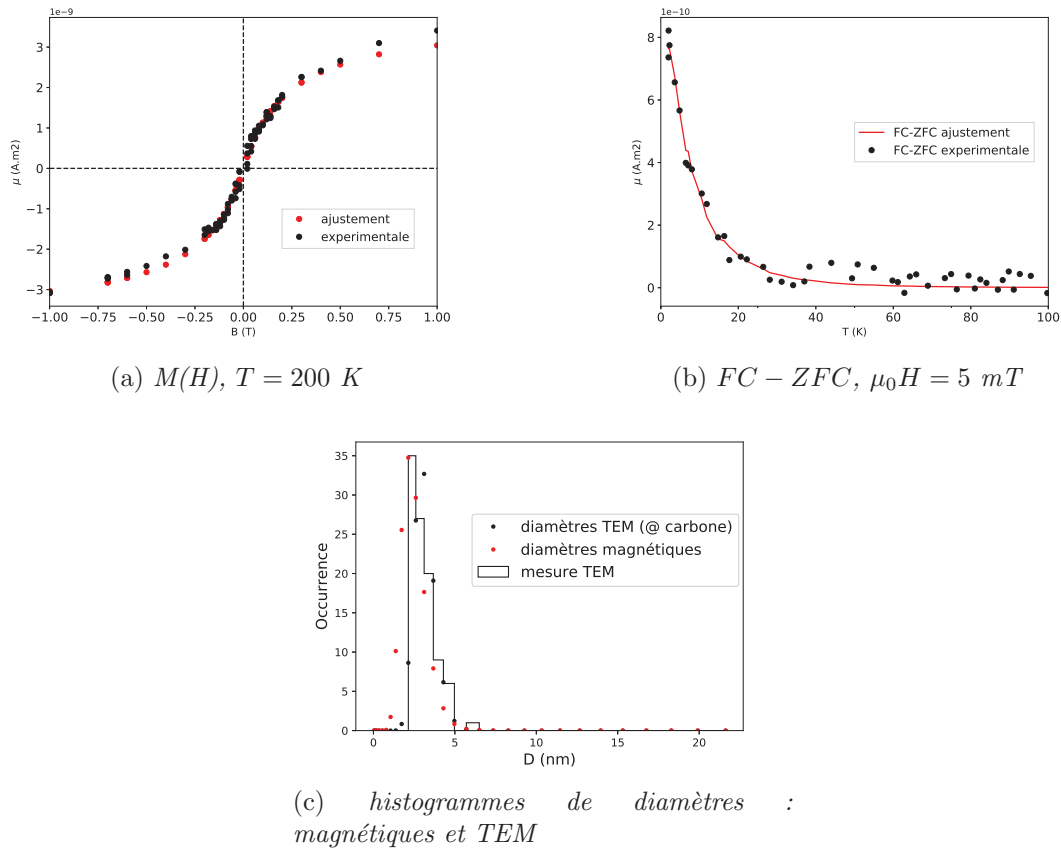 1e−9
3
2
1
0
−1
−2
−3
μ (A.m2)
ajustement
experimentale
−1.00 −0.75 −0.50 −0.25 0.00 0.25 0.50 0.75 1.00
B (T)
(a) M(H), T = 200 K
1e−10
8
6
4
2
0
μ (A.m2)
FC-ZFC ajustement
FC-ZFC experimentale
0 20 40 60 80 100
T (K)
(b) FC − ZFC, μ₀H = 5 mT
35
30
25
20
15
10
5
0
Occurrence
diamètres TEM (@ carbone)
diamètres magnétiques
mesure TEM
0 5 10 15 20
D (nm)
(c) histogrammes de diamètres :
magnétiques et TEM